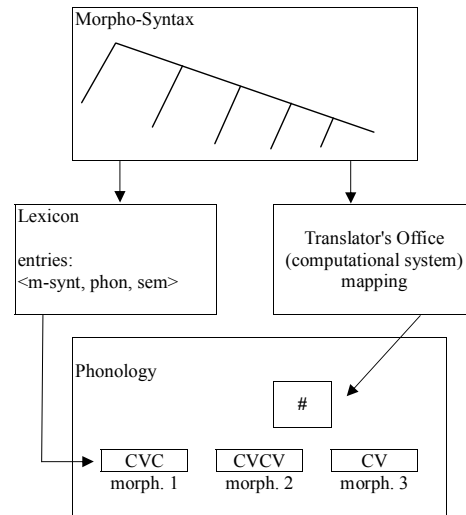 Morpho-Syntax
Lexicon
entries:
<m-synt, phon, sem>
Translator's Office
(computational system)
mapping
Phonology
#
CVC CVCV CV
morph. 1 morph. 2 morph. 3